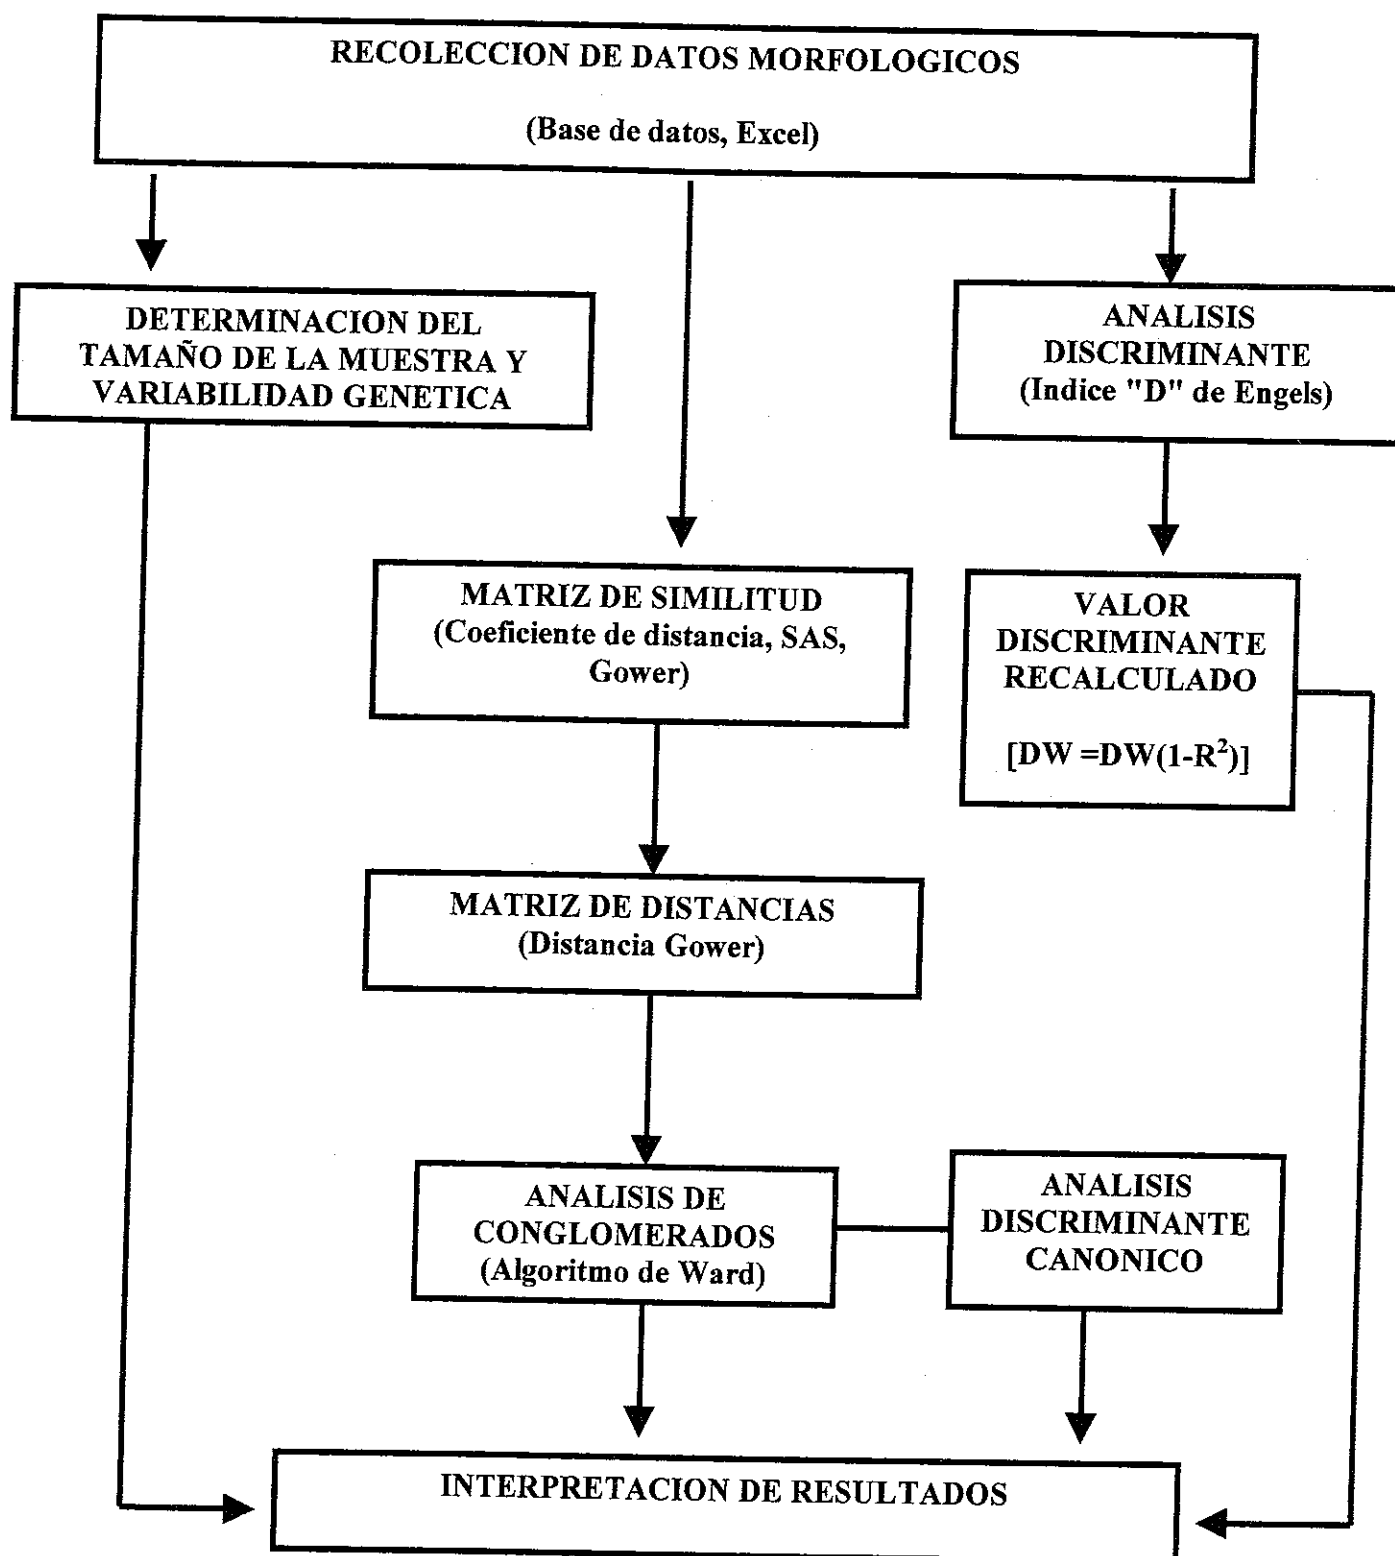 RECOLECCION DE DATOS MORFOLOGICOS
(Base de datos, Excel)
DETERMINACION DEL
TAMAÑO DE LA MUESTRA Y
VARIABILIDAD GENETICA
ANALISIS
DISCRIMINANTE
(Indice "D" de Engels)
MATRIZ DE SIMILITUD
(Coeficiente de distancia, SAS,
Gower)
VALOR
DISCRIMINANTE
RECALCULADO
[DW =DW(1-R²)]
MATRIZ DE DISTANCIAS
(Distancia Gower)
ANALISIS DE
CONGLOMERADOS
(Algoritmo de Ward)
ANALISIS
DISCRIMINANTE
CANONICO
INTERPRETACION DE RESULTADOS